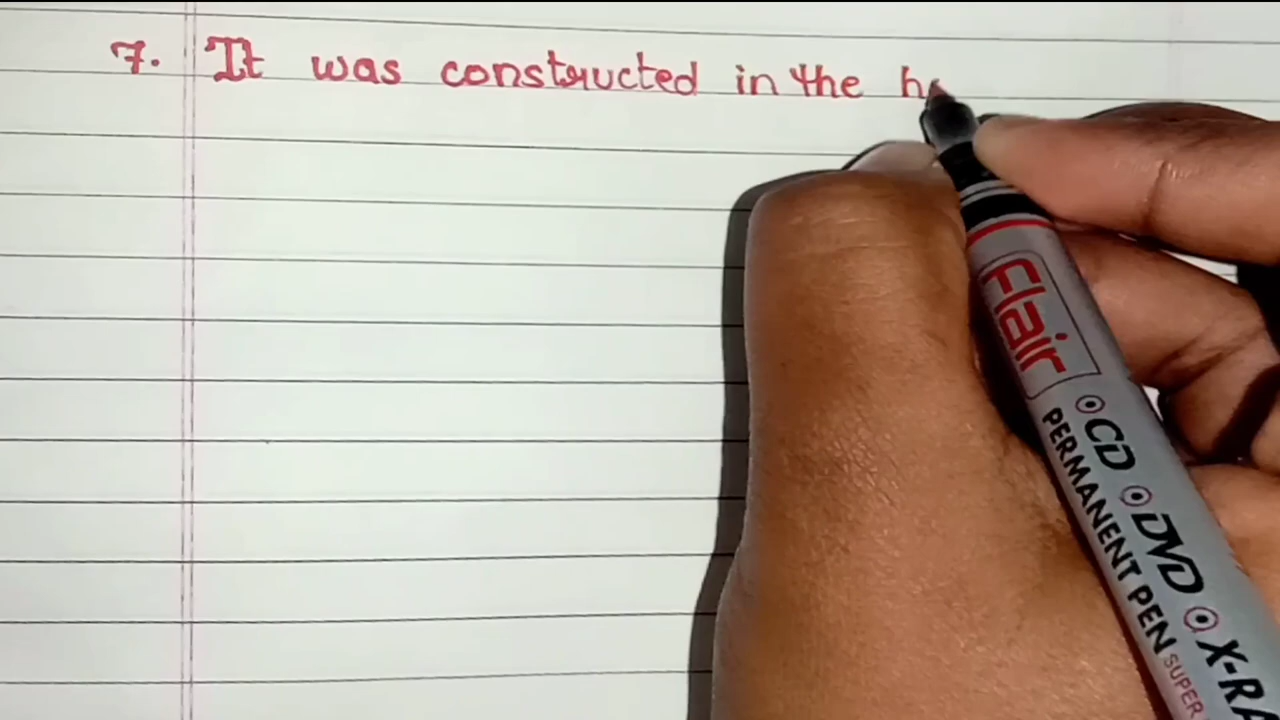 7. It was constructed in the
Flair
CD DVD X-RA
PERMANENT PEN SUPER